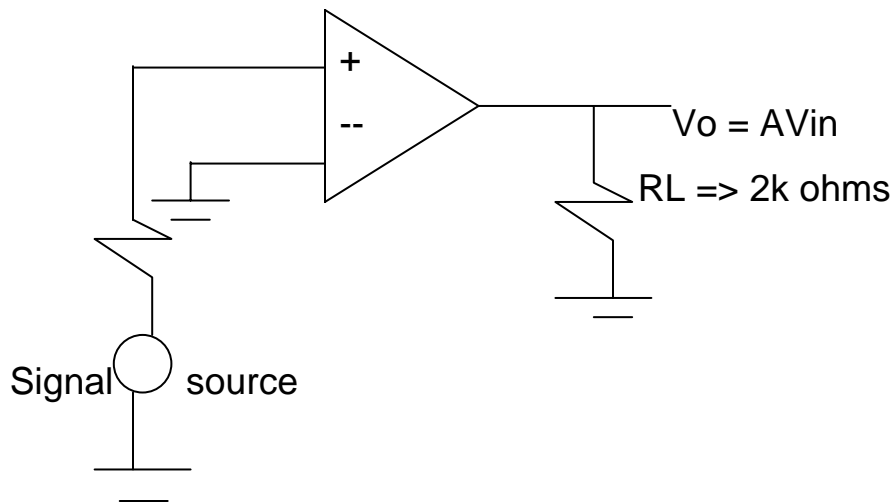 +
--
Vo = AVin
RL => 2k ohms
Signal source